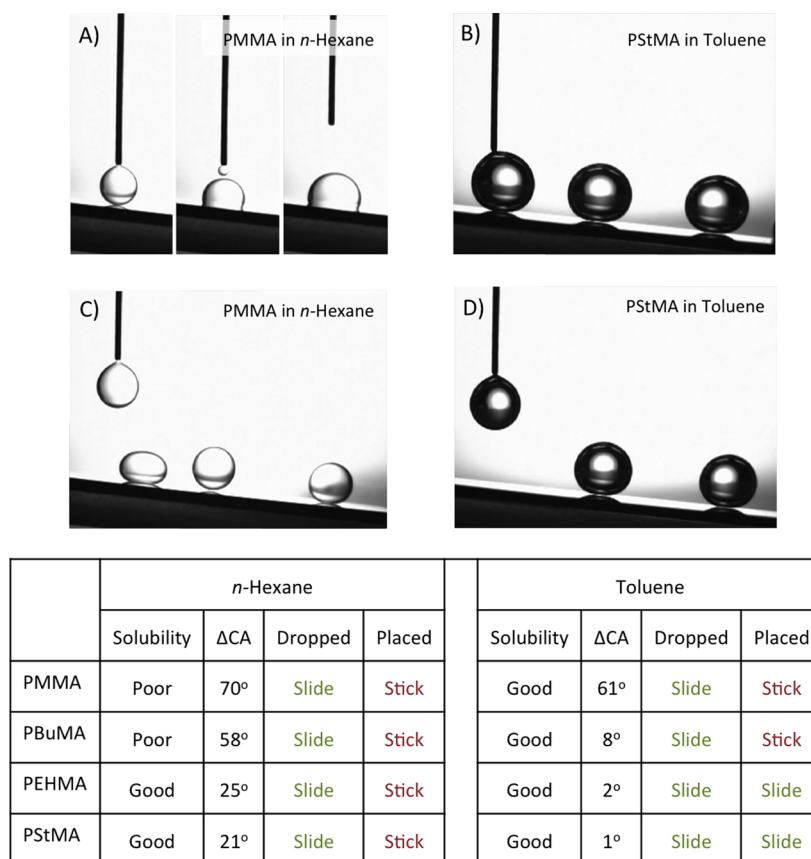 A) PMMA in n-Hexane
B) PStMA in Toluene
C) PMMA in n-Hexane
D) PStMA in Toluene
n-Hexane Toluene
Solubility ΔCA Dropped Placed Solubility ΔCA Dropped Placed
PMMA Poor 70° Slide Stick Good 61° Slide Stick
PBuMA Poor 58° Slide Stick Good 8° Slide Stick
PEHMA Good 25° Slide Stick Good 2° Slide Slide
PStMA Good 21° Slide Stick Good 1° Slide Slide